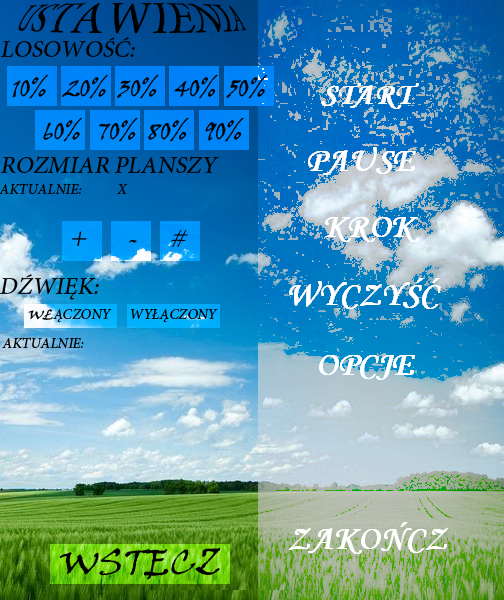 USTAWIENIA
LOSOWOŚĆ:
10% 20% 30% 40% 50%
60% 70% 80% 90%
ROZMIAR PLANSZY
AKTUALNIE: X
+ - #
DŹWIĘK:
WŁĄCZONY WYŁĄCZONY
AKTUALNIE:
WSTECZ
START
PAUSE
KROK
WYCZYŚĆ
OPCJE
ZAKOŃCZ